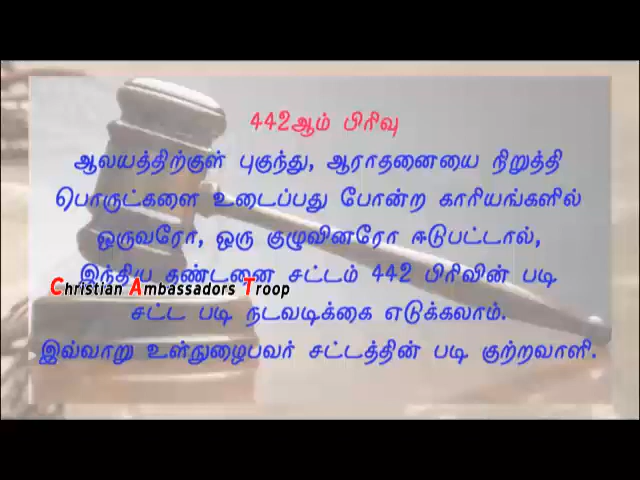 442ஆம் பிரிவு
ஆலயத்திற்குள் புகுந்து, ஆராதனையை நிறுத்தி
பொருட்களை உடைப்பது போன்ற காரியங்களில்
ஒருவரோ, ஒரு குழுவினரோ ஈடுபட்டால்,
இந்திய தண்டனை சட்டம் 442 பிரிவின் படி
Christian Ambassadors Troop
சட்ட படி நடவடிக்கை எடுக்கலாம்.
இவ்வாறு உள்நுழைபவர் சட்டத்தின் படி குற்றவாளி.